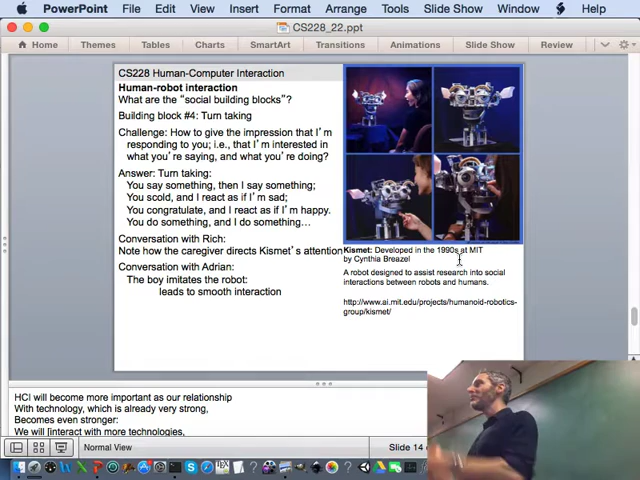 PowerPoint File Edit View Insert Format Arrange Tools Slide Show Window Help
CS228_22.ppt
Home Themes Tables Charts SmartArt Transitions Animations Slide Show Review
CS228 Human-Computer Interaction
Human-robot interaction
What are the “social building blocks”?
Building block #4: Turn taking
Challenge: How to give the impression that I’m
responding to you; i.e., that I’m interested in
what you’re saying, and what you’re doing?
Answer: Turn taking:
You say something, then I say something;
You scold, and I react as if I’m sad;
You congratulate, and I react as if I’m happy.
You do something, and I do something…
Conversation with Rich:
Note how the caregiver directs Kismet’s attention
Conversation with Adrian:
The boy imitates the robot:
leads to smooth interaction
Kismet: Developed in the 1990s at MIT
by Cynthia Breazel
A robot designed to assist research into social
interactions between robots and humans.
http://www.ai.mit.edu/projects/humanoid-robotics-
group/kismet/
HCI will become more important as our relationship
With technology, which is already very strong,
Becomes even stronger:
We will [interact with more technologies,
Normal View
Slide 14 of